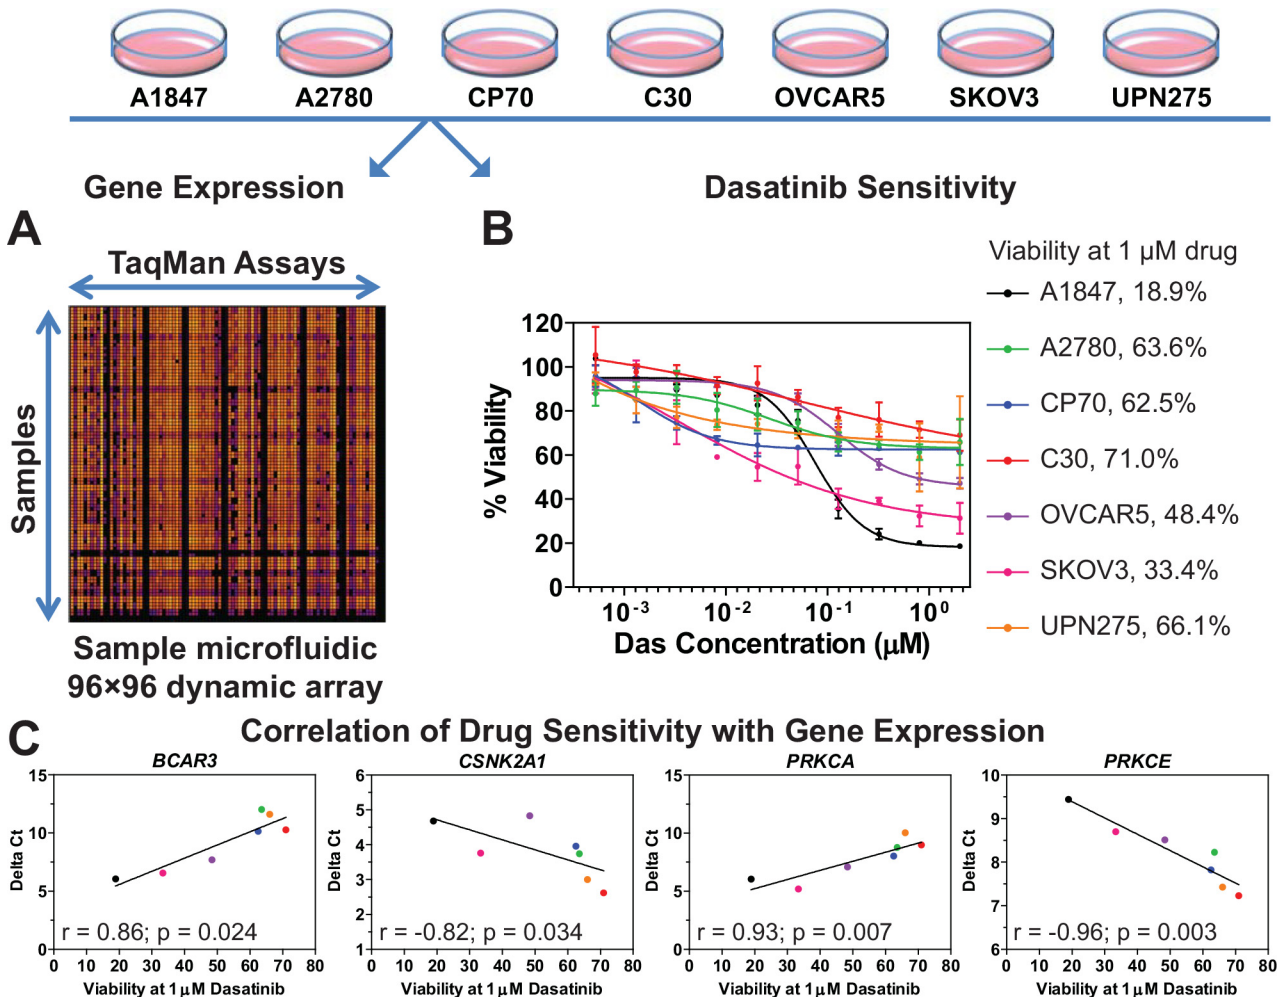 A1847 A2780 CP70 C30 OVCAR5 SKOV3 UPN275
Gene Expression
Dasatinib Sensitivity
A
TaqMan Assays
Samples
Sample microfluidic
96×96 dynamic array
B
Viability at 1 µM drug
A1847, 18.9%
A2780, 63.6%
CP70, 62.5%
C30, 71.0%
OVCAR5, 48.4%
SKOV3, 33.4%
UPN275, 66.1%
% Viability
120
100
80
60
40
20
0
10-3 10-2 10-1 100
Das Concentration (µM)
C
Correlation of Drug Sensitivity with Gene Expression
BCAR3
Delta Ct
15
10
5
0
r = 0.86; p = 0.024
0 10 20 30 40 50 60 70 80
Viability at 1 µM Dasatinib
CSNK2A1
Delta Ct
6
5
4
3
2
1
r = -0.82; p = 0.034
0 10 20 30 40 50 60 70 80
Viability at 1 µM Dasatinib
PRKCA
Delta Ct
15
10
5
0
r = 0.93; p = 0.007
0 10 20 30 40 50 60 70 80
Viability at 1 µM Dasatinib
PRKCE
Delta Ct
10
9
8
7
6
r = -0.96; p = 0.003
0 10 20 30 40 50 60 70 80
Viability at 1 µM Dasatinib